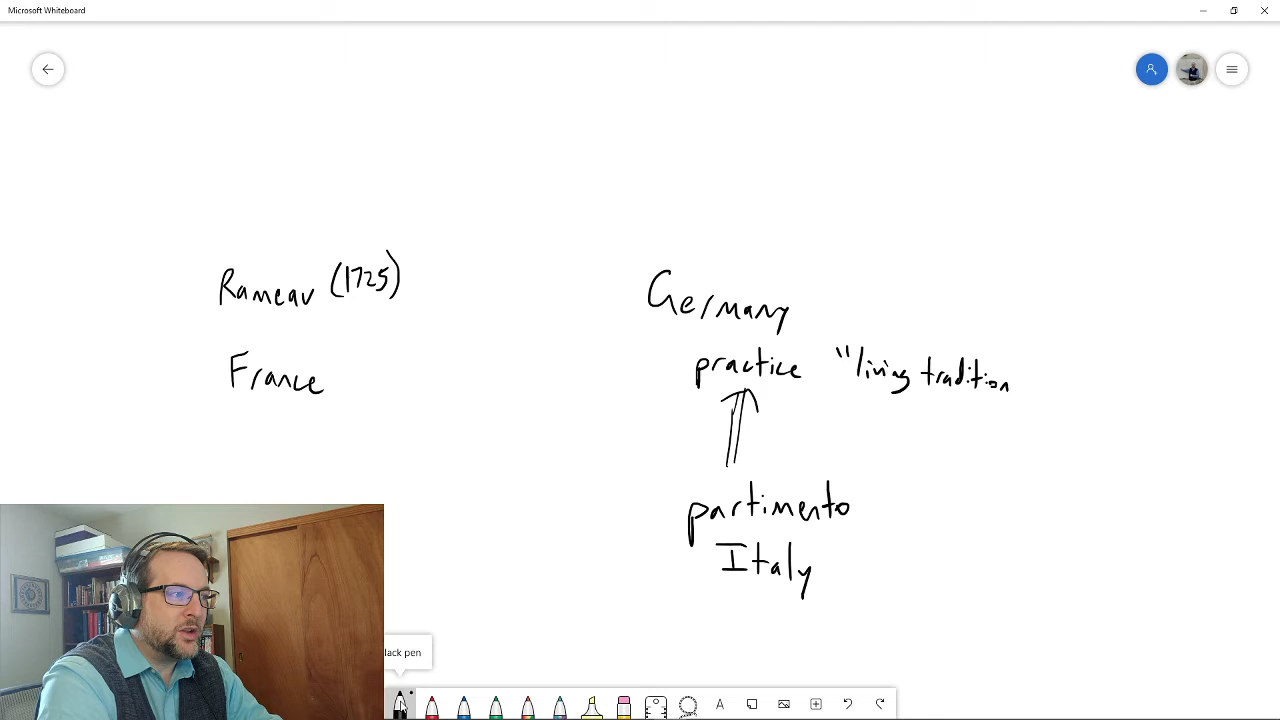 Microsoft Whiteboard
Rameau (1725)
France
Germany
practice "living tradition
partimento
Italy
lack pen
A